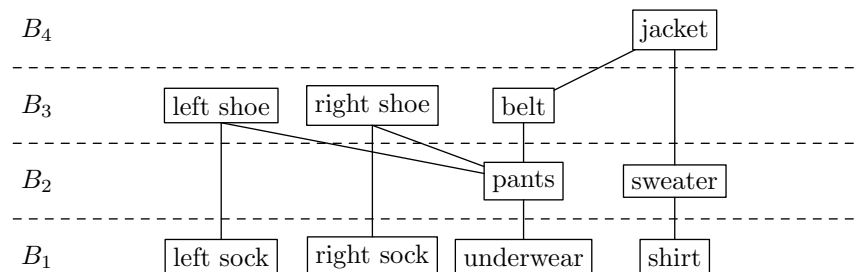 B₄ jacket
B₃ left shoe right shoe belt
B₂ pants sweater
B₁ left sock right sock underwear shirt